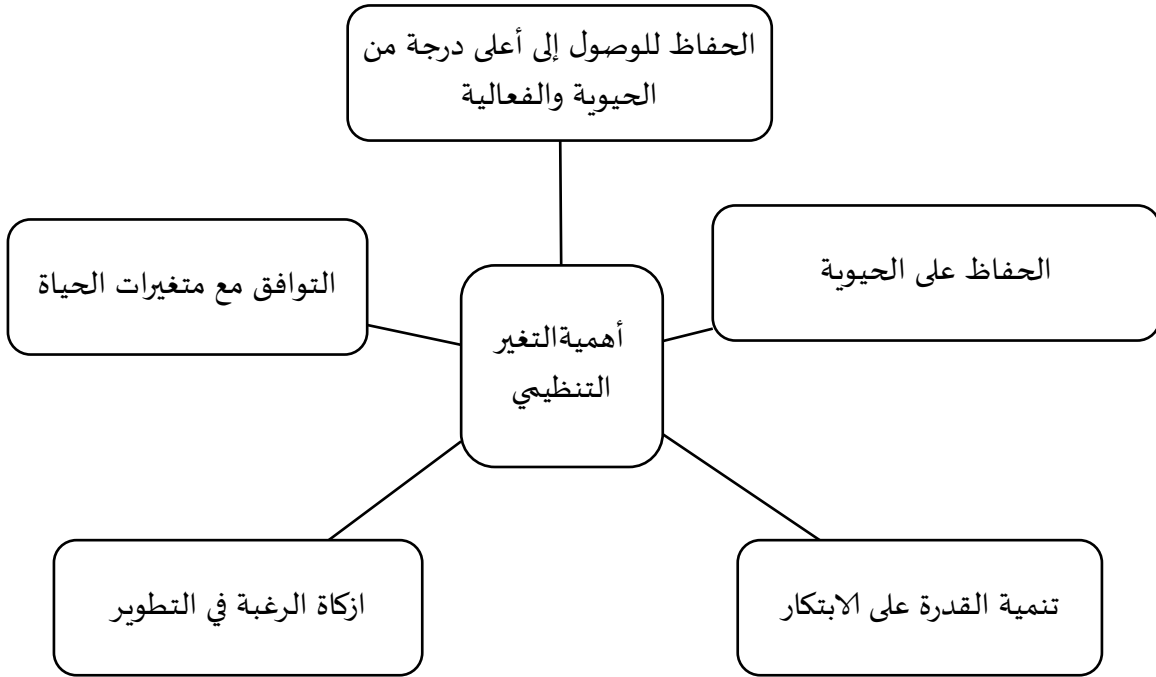 الحفاظ للوصول إلى أعلى درجة من
الحيوية والفعالية
الحفاظ على الحيوية
التوافق مع متغيرات الحياة
أهميةالتغير
التنظيمي
تنمية القدرة على الابتكار
ازكاة الرغبة في التطوير